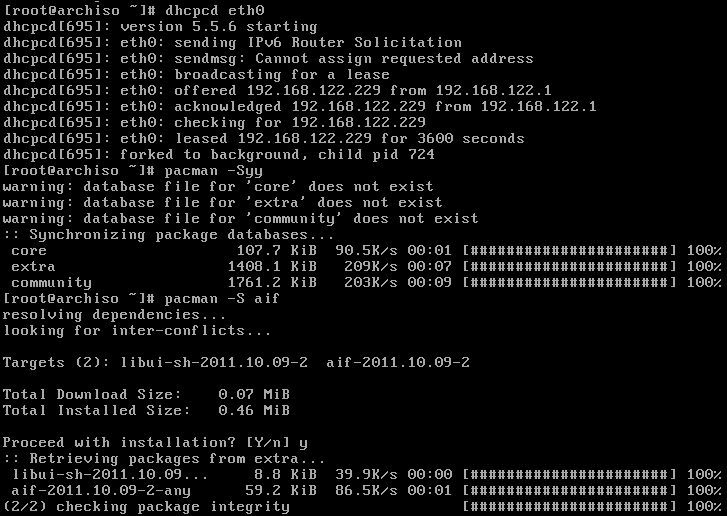 [root@archiso ~]# dhcpcd eth0
dhcpcd[695]: version 5.5.6 starting
dhcpcd[695]: eth0: sending IPv6 Router Solicitation
dhcpcd[695]: eth0: sendmsg: Cannot assign requested address
dhcpcd[695]: eth0: broadcasting for a lease
dhcpcd[695]: eth0: offered 192.168.122.229 from 192.168.122.1
dhcpcd[695]: eth0: acknowledged 192.168.122.229 from 192.168.122.1
dhcpcd[695]: eth0: checking for 192.168.122.229
dhcpcd[695]: eth0: leased 192.168.122.229 for 3600 seconds
dhcpcd[695]: forked to background, child pid 724
[root@archiso ~]# pacman -Syy
warning: database file for 'core' does not exist
warning: database file for 'extra' does not exist
warning: database file for 'community' does not exist
:: Synchronizing package databases...
 core                     107.7 KiB  90.5K/s 00:01 [######################] 100%
 extra                   1408.1 KiB   209K/s 00:07 [######################] 100%
 community               1761.2 KiB   203K/s 00:09 [######################] 100%
[root@archiso ~]# pacman -S aif
resolving dependencies...
looking for inter-conflicts...

Targets (2): libui-sh-2011.10.09-2  aif-2011.10.09-2

Total Download Size:    0.07 MiB
Total Installed Size:   0.46 MiB

Proceed with installation? [Y/n] y
:: Retrieving packages from extra...
 libui-sh-2011.10.09...     8.8 KiB  39.9K/s 00:00 [######################] 100%
 aif-2011.10.09-2-any      59.2 KiB  86.5K/s 00:01 [######################] 100%
(2/2) checking package integrity                   [######################] 100%